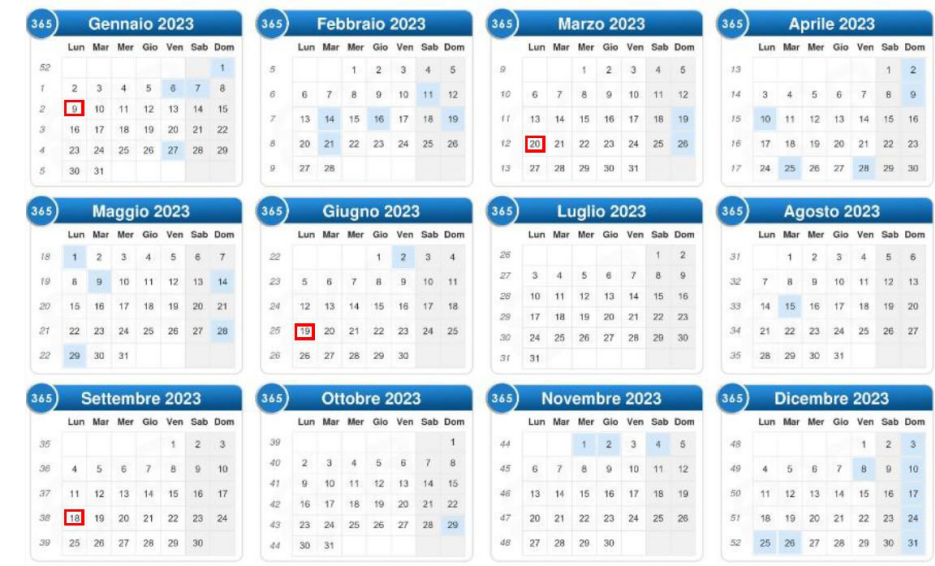 365 Gennaio 2023
Lun Mar Mer Gio Ven Sab Dom
52 1
1 2 3 4 5 6 7 8
2 9 10 11 12 13 14 15
3 16 17 18 19 20 21 22
4 23 24 25 26 27 28 29
5 30 31
365 Febbraio 2023
Lun Mar Mer Gio Ven Sab Dom
5 1 2 3 4 5
6 6 7 8 9 10 11 12
7 13 14 15 16 17 18 19
8 20 21 22 23 24 25 26
9 27 28
365 Marzo 2023
Lun Mar Mer Gio Ven Sab Dom
9 1 2 3 4 5
10 6 7 8 9 10 11 12
11 13 14 15 16 17 18 19
12 20 21 22 23 24 25 26
13 27 28 29 30 31
365 Aprile 2023
Lun Mar Mer Gio Ven Sab Dom
13 1 2
14 3 4 5 6 7 8 9
15 10 11 12 13 14 15 16
16 17 18 19 20 21 22 23
17 24 25 26 27 28 29 30
365 Maggio 2023
Lun Mar Mer Gio Ven Sab Dom
18 1 2 3 4 5 6 7
19 8 9 10 11 12 13 14
20 15 16 17 18 19 20 21
21 22 23 24 25 26 27 28
22 29 30 31
365 Giugno 2023
Lun Mar Mer Gio Ven Sab Dom
22 1 2 3 4
23 5 6 7 8 9 10 11
24 12 13 14 15 16 17 18
25 19 20 21 22 23 24 25
26 26 27 28 29 30
365 Luglio 2023
Lun Mar Mer Gio Ven Sab Dom
26 1 2
27 3 4 5 6 7 8 9
28 10 11 12 13 14 15 16
29 17 18 19 20 21 22 23
30 24 25 26 27 28 29 30
31 31
365 Agosto 2023
Lun Mar Mer Gio Ven Sab Dom
31 1 2 3 4 5 6
32 7 8 9 10 11 12 13
33 14 15 16 17 18 19 20
34 21 22 23 24 25 26 27
35 28 29 30 31
365 Settembre 2023
Lun Mar Mer Gio Ven Sab Dom
35 1 2 3
36 4 5 6 7 8 9 10
37 11 12 13 14 15 16 17
38 18 19 20 21 22 23 24
39 25 26 27 28 29 30
365 Ottobre 2023
Lun Mar Mer Gio Ven Sab Dom
39 1
40 2 3 4 5 6 7 8
41 9 10 11 12 13 14 15
42 16 17 18 19 20 21 22
43 23 24 25 26 27 28 29
44 30 31
365 Novembre 2023
Lun Mar Mer Gio Ven Sab Dom
44 1 2 3 4 5
45 6 7 8 9 10 11 12
46 13 14 15 16 17 18 19
47 20 21 22 23 24 25 26
48 27 28 29 30
365 Dicembre 2023
Lun Mar Mer Gio Ven Sab Dom
48 1 2 3
49 4 5 6 7 8 9 10
50 11 12 13 14 15 16 17
51 18 19 20 21 22 23 24
52 25 26 27 28 29 30 31